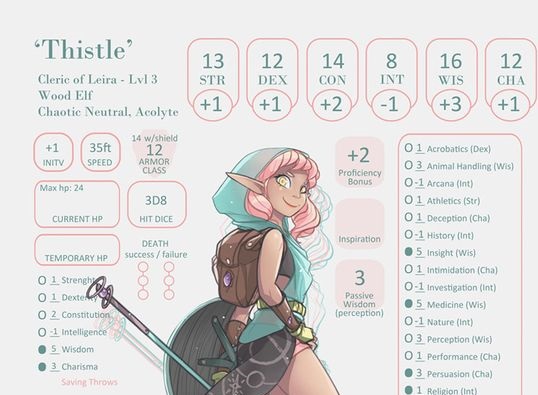 ‘Thistle’
Cleric of Leira - Lvl 3
Wood Elf
Chaotic Neutral, Acolyte
13 STR +1
12 DEX +1
14 CON +2
8 INT -1
16 WIS +3
12 CHA +1
+1 INITV
35ft SPEED
14 w/shield
12
ARMOR
CLASS
Max hp: 24
CURRENT HP
3D8
HIT DICE
TEMPORARY HP
DEATH
success / failure
1 Strenght
1 Dexterity
2 Constitution
-1 Intelligence
5 Wisdom
3 Charisma
Saving Throws
+2
Proficiency
Bonus
Inspiration
3
Passive
Wisdom
(perception)
1 Acrobatics (Dex)
3 Animal Handling (Wis)
-1 Arcana (Int)
1 Athletics (Str)
1 Deception (Cha)
-1 History (Int)
5 Insight (Wis)
1 Intimidation (Cha)
-1 Investigation (Int)
5 Medicine (Wis)
-1 Nature (Int)
3 Perception (Wis)
1 Performance (Cha)
3 Persuasion (Cha)
1 Religion (Int)